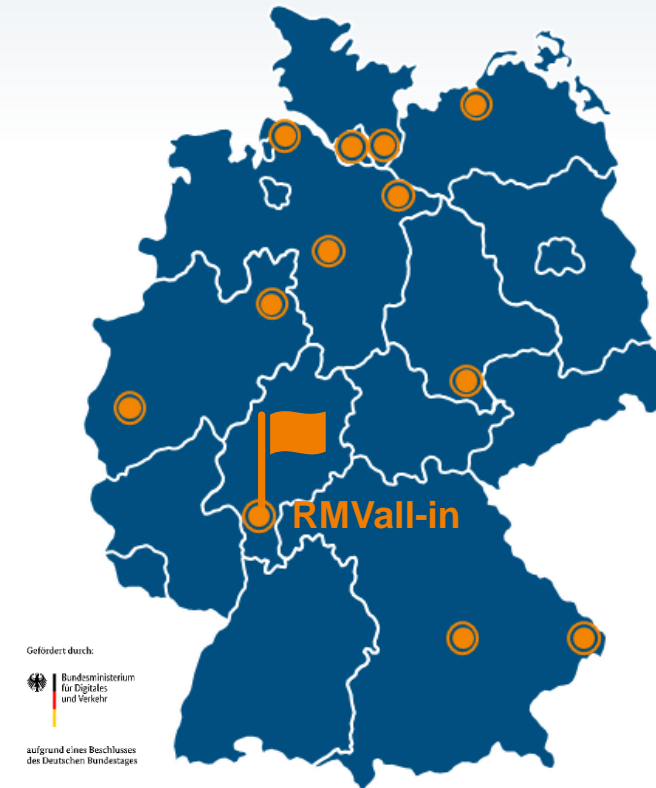 RMVall-in
Gefördert durch:
Bundesministerium
für Digitales
und Verkehr
aufgrund eines Beschlusses
des Deutschen Bundestages